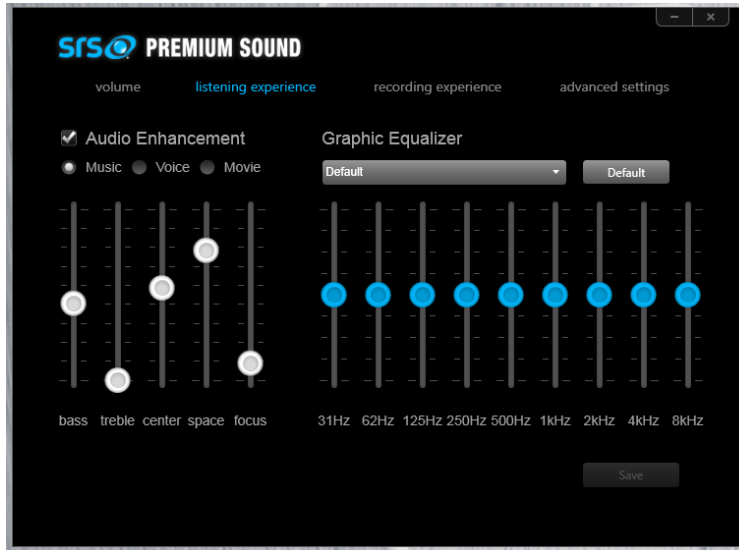 SRS PREMIUM SOUND
volume listening experience recording experience advanced settings
Audio Enhancement Graphic Equalizer
Music Voice Movie Default Default
bass treble center space focus 31Hz 62Hz 125Hz 250Hz 500Hz 1kHz 2kHz 4kHz 8kHz
Save